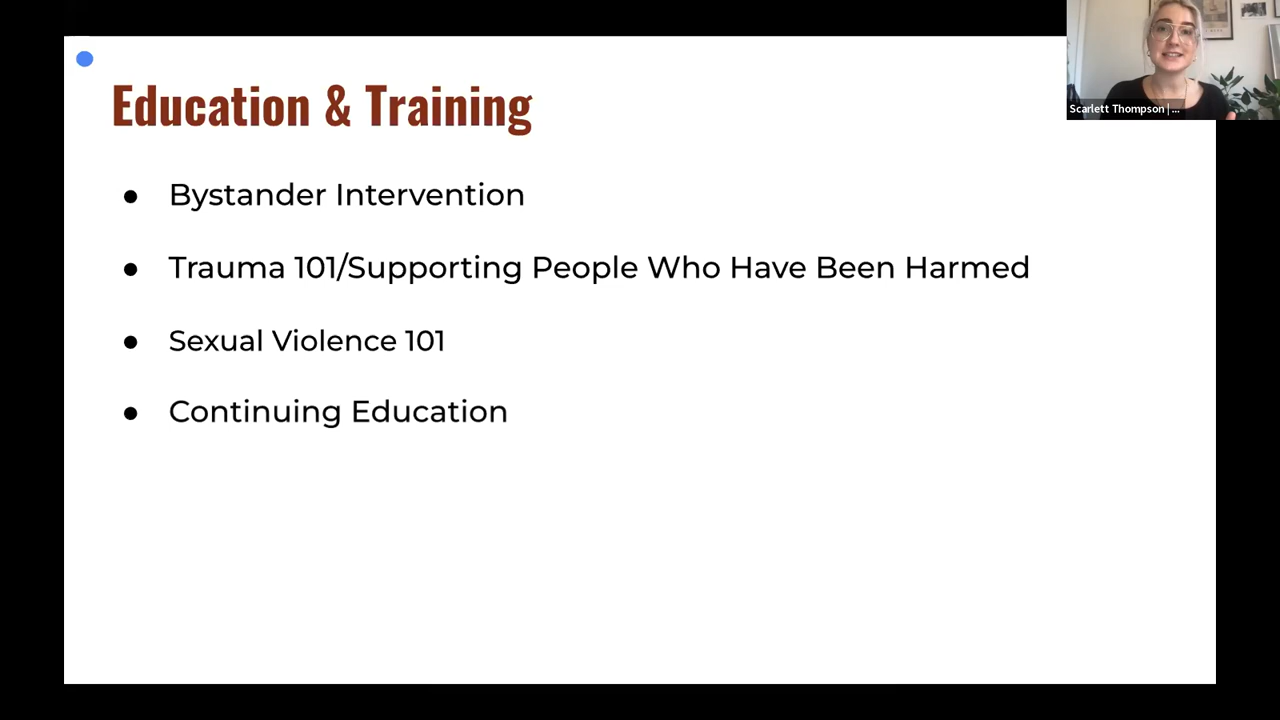 Education & Training
● Bystander Intervention
● Trauma 101/Supporting People Who Have Been Harmed
● Sexual Violence 101
● Continuing Education
Scarlett Thompson | ...